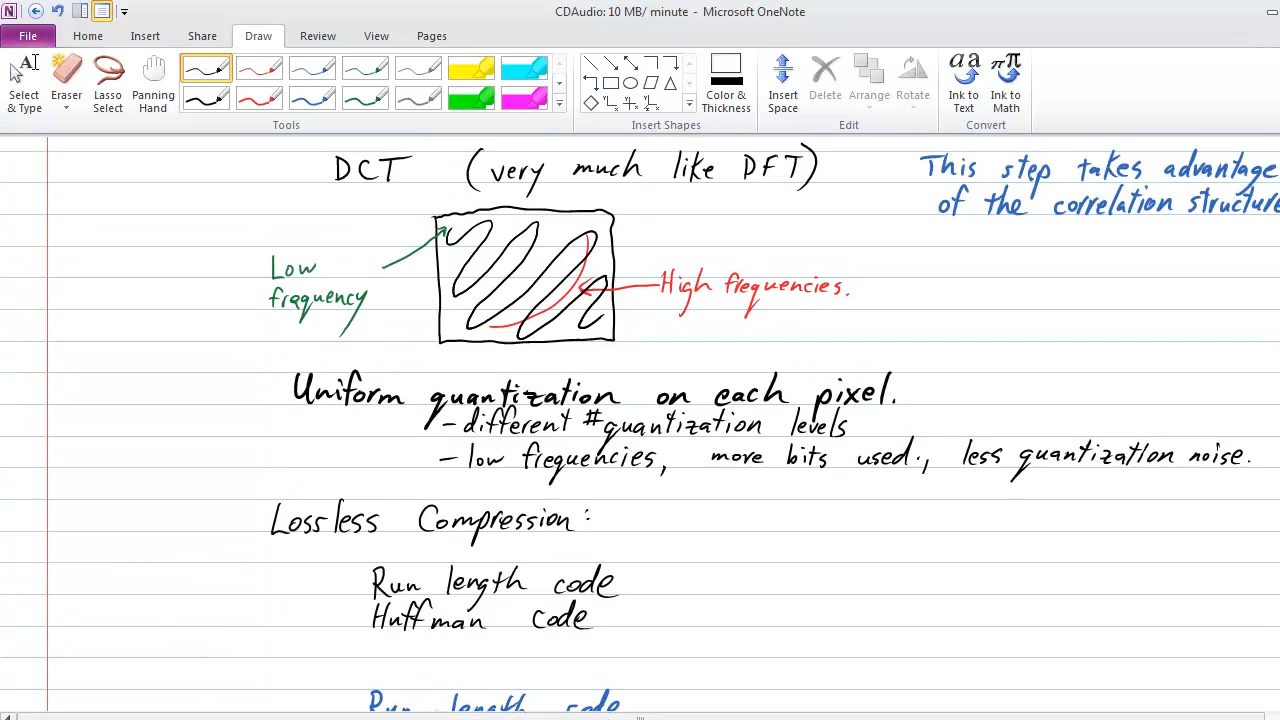 CDAudio: 10 MB/ minute - Microsoft OneNote
File Home Insert Share Draw Review View Pages
Select & Type
Eraser
Lasso Select
Panning Hand
Color & Thickness
Insert Space
Delete
Arrange
Rotate
Ink to Text
Ink to Math
Tools Insert Shapes Edit Convert
DCT (very much like DFT)
This step takes advantage
of the correlation structure
Low
frequency
High frequencies.
Uniform quantization on each pixel.
- different #quantization levels
- low frequencies, more bits used., less quantization noise.
Lossless Compression:
Run length code
Huffman code
Run length code